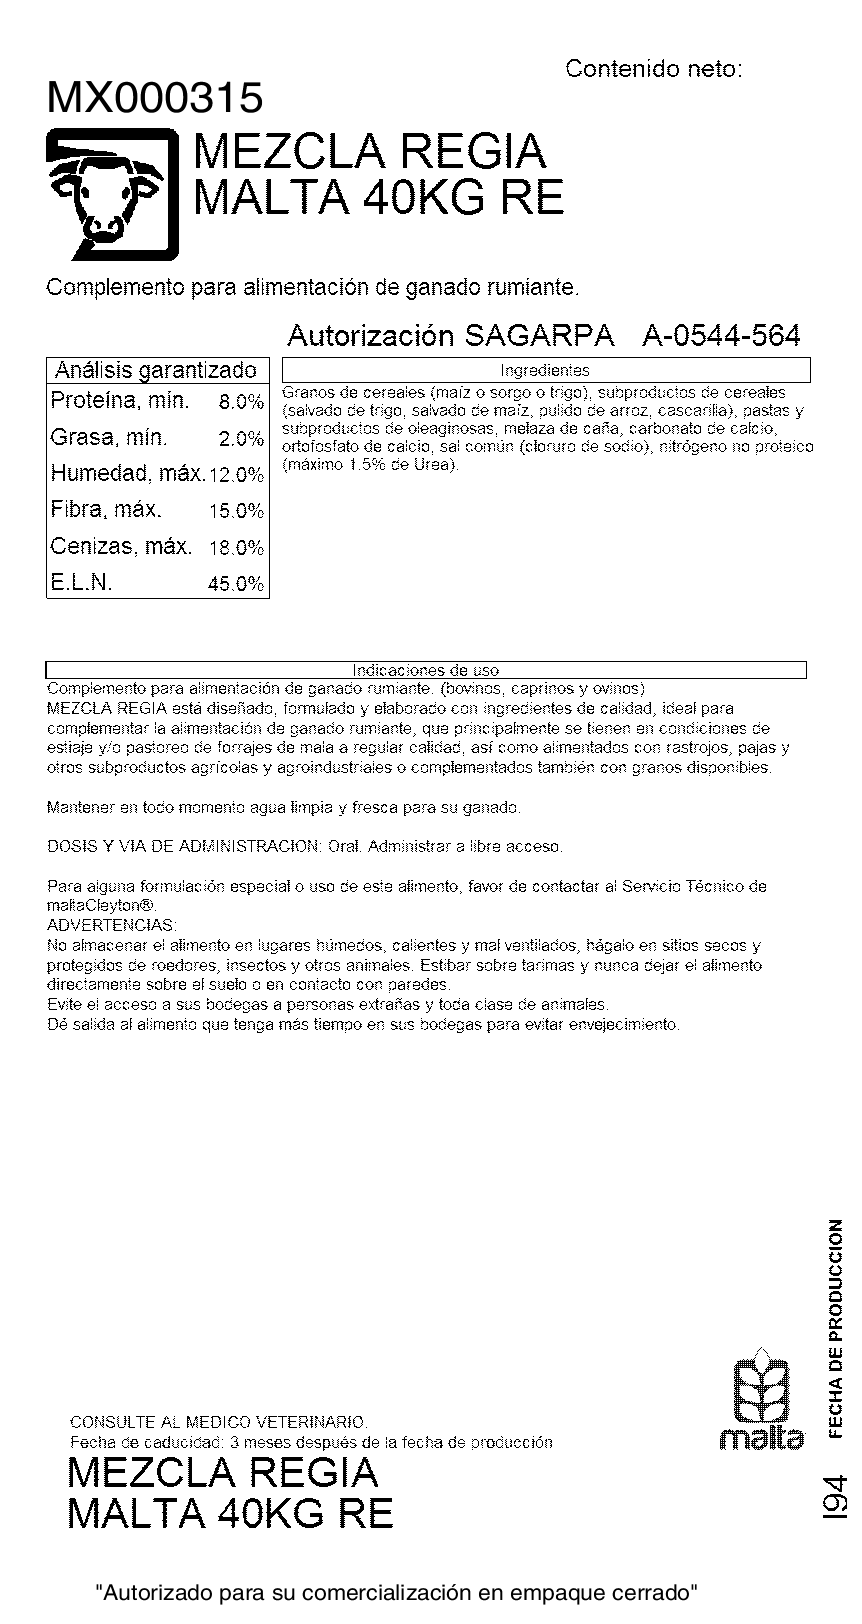 Contenido neto:
MX000315
MEZCLA REGIA
MALTA 40KG RE
Complemento para alimentación de ganado rumiante.
Autorización SAGARPA A-0544-564
Análisis garantizado
Proteína, mín. 8.0%
Grasa, mín. 2.0%
Humedad, máx. 12.0%
Fibra, máx. 15.0%
Cenizas, máx. 18.0%
E.L.N. 45.0%
Ingredientes
Granos de cereales (maíz o sorgo o trigo), subproductos de cereales
(salvado de trigo, salvado de maíz, pulido de arroz, cascarilla), pastas y
subproductos de oleaginosas, melaza de caña, carbonato de calcio,
ortofosfato de calcio, sal común (cloruro de sodio), nitrógeno no proteico
(máximo 1.5% de Urea).
Indicaciones de uso
Complemento para alimentación de ganado rumiante. (bovinos, caprinos y ovinos)
MEZCLA REGIA está diseñado, formulado y elaborado con ingredientes de calidad, ideal para
complementar la alimentación de ganado rumiante, que principalmente se tienen en condiciones de
estiaje y/o pastoreo de forrajes de mala a regular calidad, así como alimentados con rastrojos, pajas y
otros subproductos agrícolas y agroindustriales o complementados también con granos disponibles.
Mantener en todo momento agua limpia y fresca para su ganado.
DOSIS Y VIA DE ADMINISTRACION: Oral. Administrar a libre acceso.
Para alguna formulación especial o uso de este alimento, favor de contactar al Servicio Técnico de
maltaCleyton®.
ADVERTENCIAS:
No almacenar el alimento en lugares húmedos, calientes y mal ventilados, hágalo en sitios secos y
protegidos de roedores, insectos y otros animales. Estibar sobre tarimas y nunca dejar el alimento
directamente sobre el suelo o en contacto con paredes.
Evite el acceso a sus bodegas a personas extrañas y toda clase de animales.
Dé salida al alimento que tenga más tiempo en sus bodegas para evitar envejecimiento.
FECHA DE PRODUCCION
malta
CONSULTE AL MEDICO VETERINARIO.
Fecha de caducidad: 3 meses después de la fecha de producción
MEZCLA REGIA
MALTA 40KG RE
I94
"Autorizado para su comercialización en empaque cerrado"